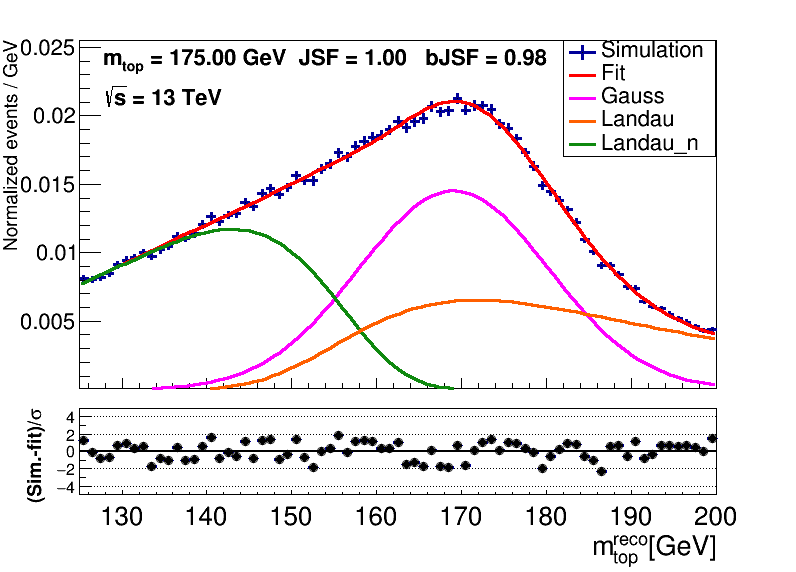 Normalized events / GeV
0.025
0.02
0.015
0.01
0.005
m_top = 175.00 GeV JSF = 1.00 bJSF = 0.98
√s = 13 TeV
Simulation
Fit
Gauss
Landau
Landau_n
(Sim.-fit)/σ
4
2
0
−2
−4
130 140 150 160 170 180 190 200
m_top^reco[GeV]